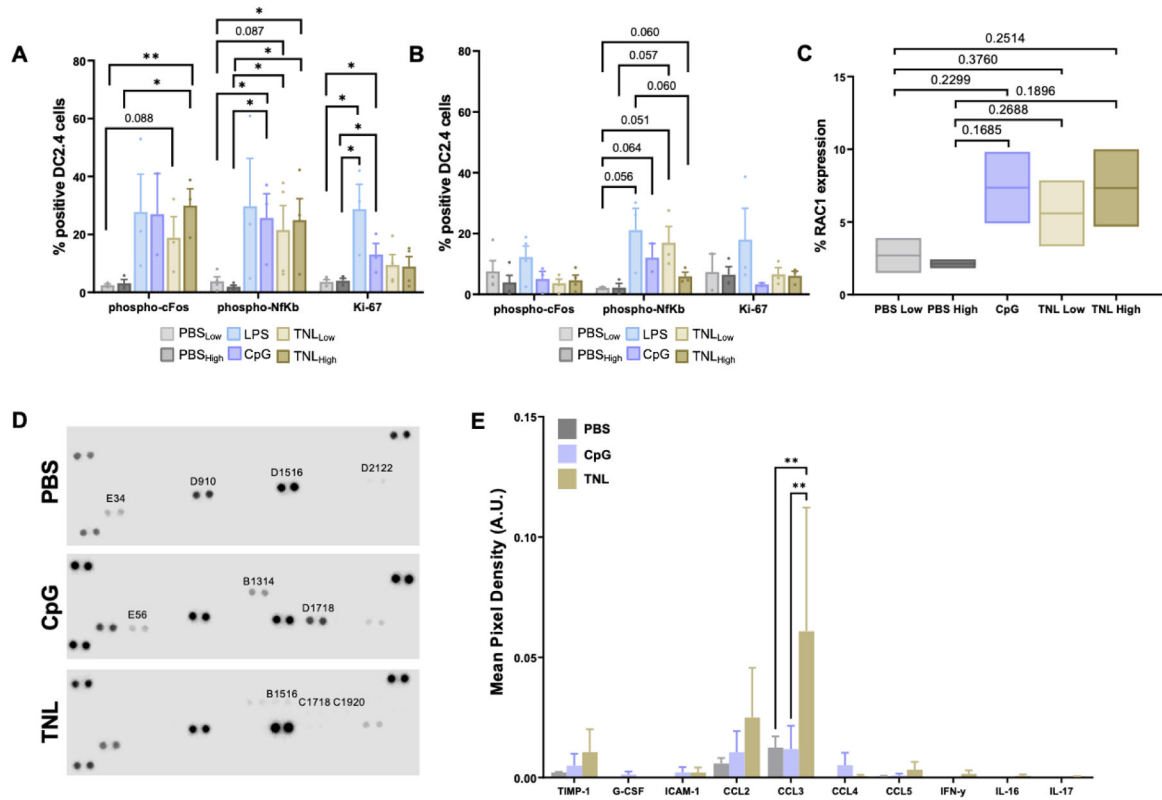 A
B
C
% positive DC2.4 cells
80
60
40
20
0
**
*
0.088
*
0.087
*
*
*
*
*
*
*
*
*
phospho-cFos phospho-NfKb Ki-67
PBSLow LPS TNLLow
PBSHigh CpG TNLHigh
% positive DC2.4 cells
80
60
40
20
0
0.060
0.057
0.060
0.051
0.064
0.056
phospho-cFos phospho-NfKb Ki-67
PBSLow LPS TNLLow
PBSHigh CpG TNLHigh
% RAC1 expression
15
10
5
0
0.2514
0.3760
0.2299
0.1896
0.2688
0.1685
PBS Low PBS High CpG TNL Low TNL High
D
PBS
E34
D910
D1516
D2122
CpG
E56
B1314
D1718
TNL
B1516
C1718 C1920
E
Mean Pixel Density (A.U.)
0.15
0.10
0.05
0.00
PBS
CpG
TNL
**
**
TIMP-1 G-CSF ICAM-1 CCL2 CCL3 CCL4 CCL5 IFN-y IL-16 IL-17